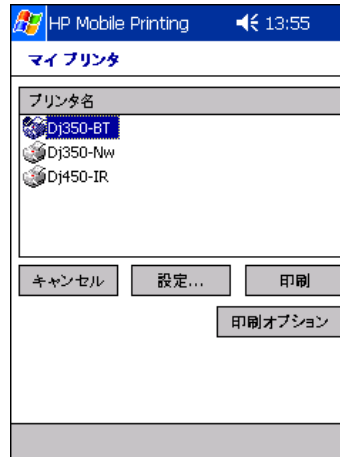 HP Mobile Printing 13:55
マイ プリンタ
プリンタ名
Dj350-BT
Dj350-Nw
Dj450-IR
キャンセル 設定... 印刷
印刷オプション